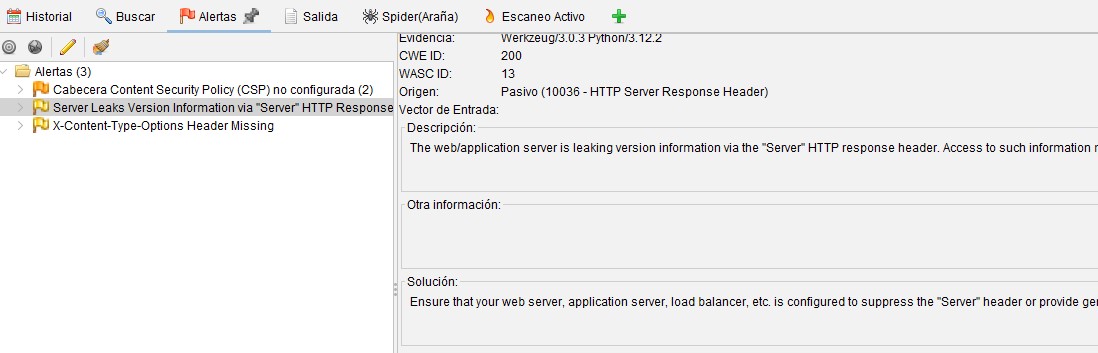 Historial Buscar Alertas Salida Spider(Araña) Escaneo Activo
Evidencia: Werkzeug/3.0.3 Python/3.12.2
CWE ID: 200
WASC ID: 13
Origen: Pasivo (10036 - HTTP Server Response Header)
Vector de Entrada:
Alertas (3)
Cabecera Content Security Policy (CSP) no configurada (2)
Server Leaks Version Information via "Server" HTTP Response
X-Content-Type-Options Header Missing
Descripción:
The web/application server is leaking version information via the "Server" HTTP response header. Access to such information
Otra información:
Solución:
Ensure that your web server, application server, load balancer, etc. is configured to suppress the "Server" header or provide